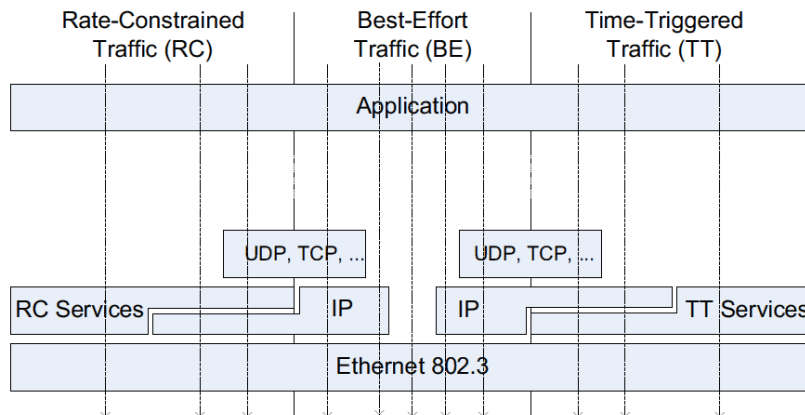 Rate-Constrained
Traffic (RC)
Best-Effort
Traffic (BE)
Time-Triggered
Traffic (TT)
Application
UDP, TCP, ...
UDP, TCP, ...
RC Services
IP
IP
TT Services
Ethernet 802.3